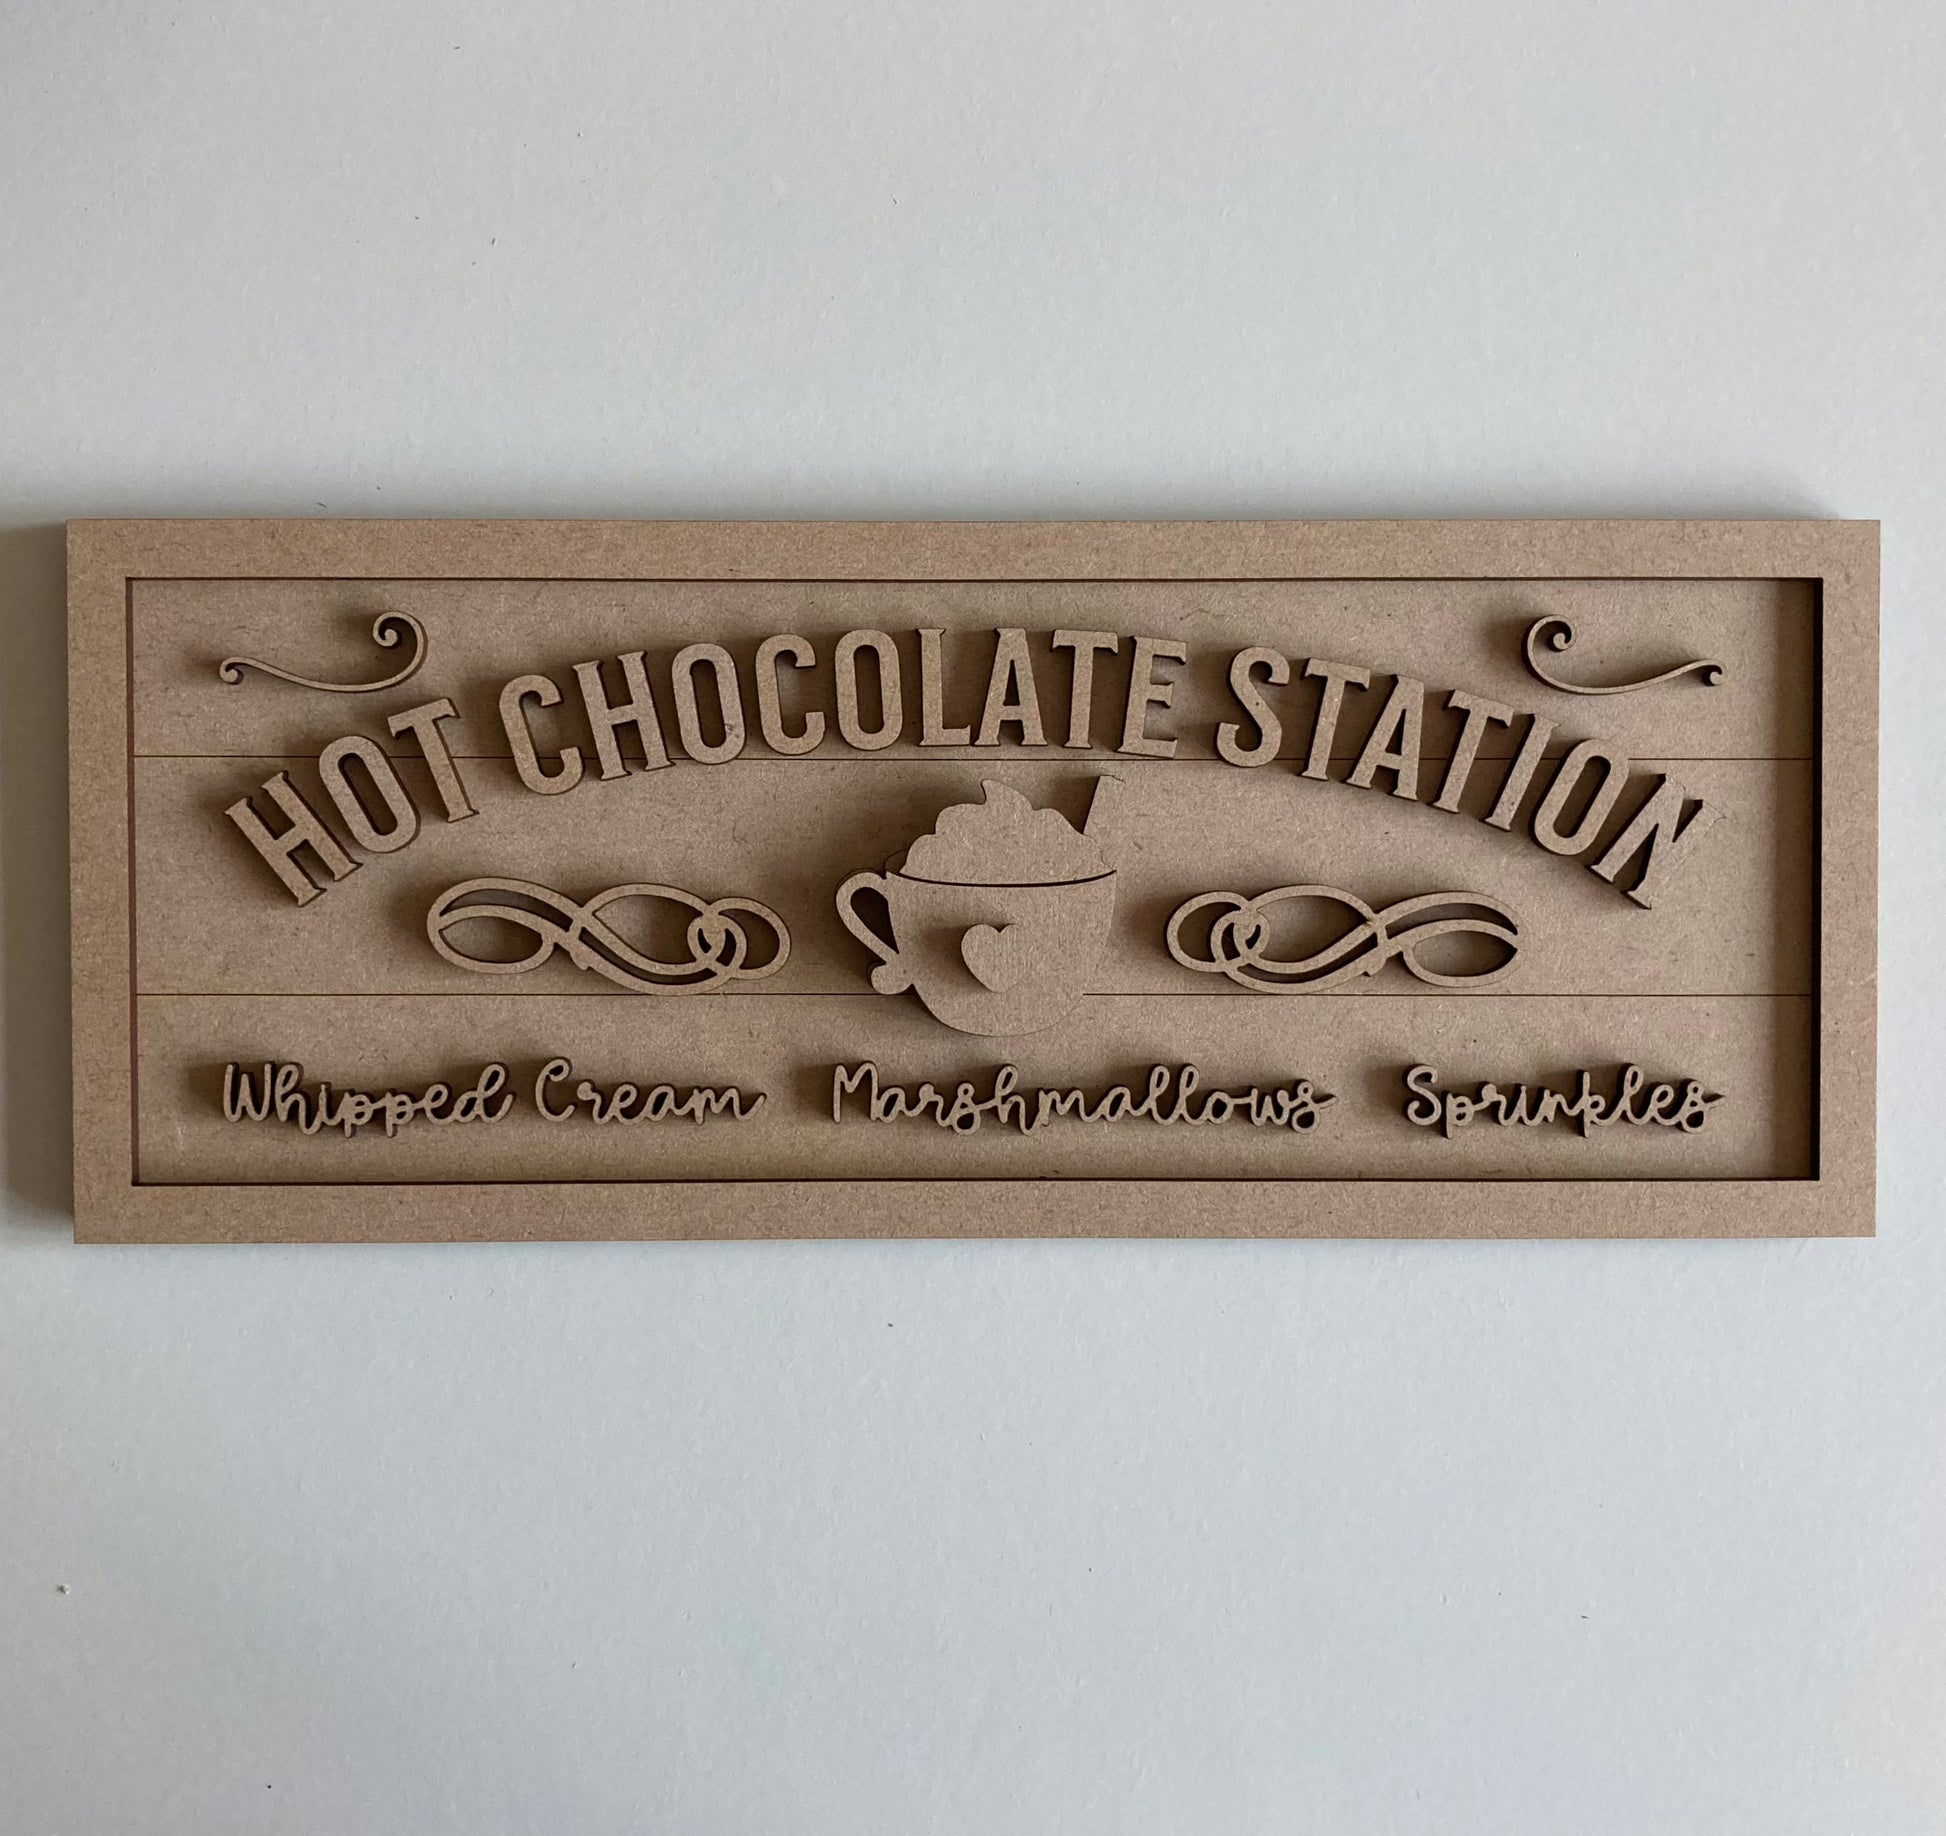 HOT CHOCOLATE STATION
Whipped Cream Marshmallows Sprinkles